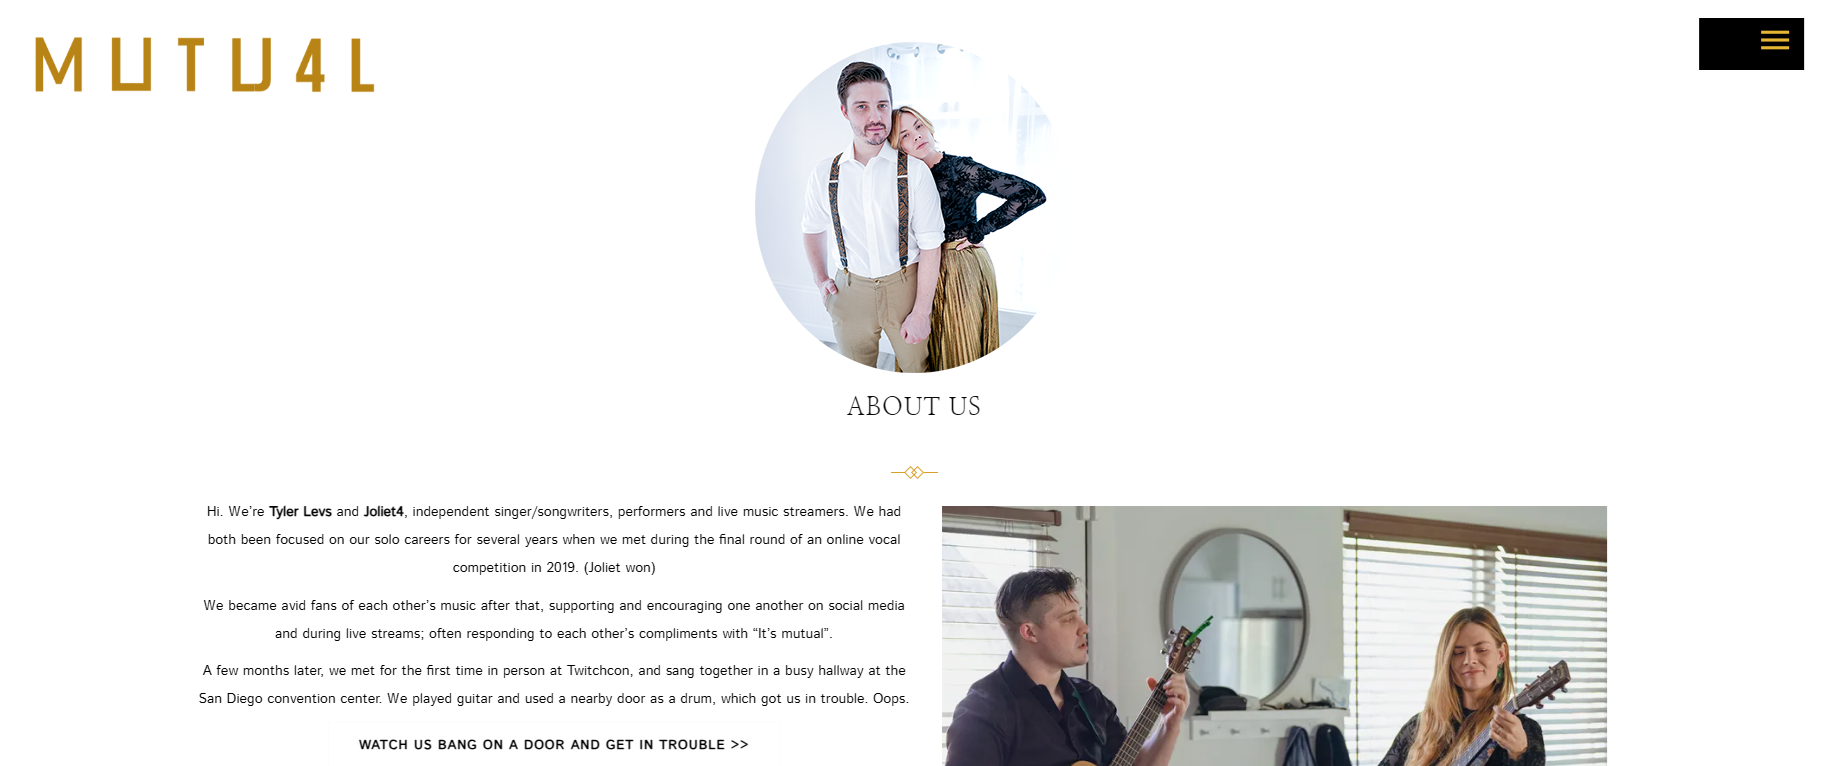 MUTU4L
ABOUT US
Hi. We’re Tyler Levs and Joliet4, independent singer/songwriters, performers and live music streamers. We had
both been focused on our solo careers for several years when we met during the final round of an online vocal
competition in 2019. (Joliet won)
We became avid fans of each other’s music after that, supporting and encouraging one another on social media
and during live streams; often responding to each other’s compliments with “It’s mutual”.
A few months later, we met for the first time in person at Twitchcon, and sang together in a busy hallway at the
San Diego convention center. We played guitar and used a nearby door as a drum, which got us in trouble. Oops.
WATCH US BANG ON A DOOR AND GET IN TROUBLE >>